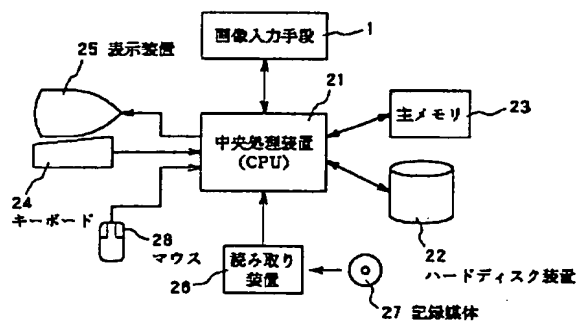 画像入力手段
1
25 表示装置
21
中央処理装置
(CPU)
主メモリ
23
24
キーボード
28
マウス
22
ハードディスク装置
26
読み取り
装置
27 記録媒体